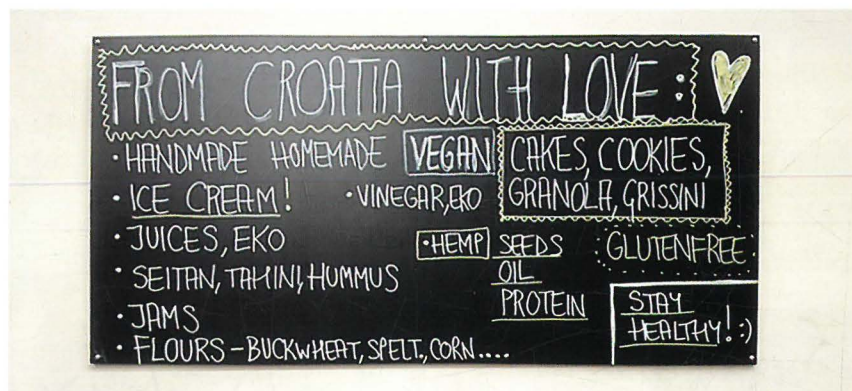 FROM CROATIA WITH LOVE:
• HANDMADE HOMEMADE VEGAN CAKES, COOKIES,
GRANOLA, GRISSINI
• ICE CREAM!
• VINEGAR, EKO
• JUICES, EKO
• HEMP SEEDS
OIL
PROTEIN
GLUTENFREE
• SEITAN, TAHINI, HUMMUS
• JAMS
• FLOURS - BUCKWHEAT, SPELT, CORN....
STAY
HEALTHY! :)